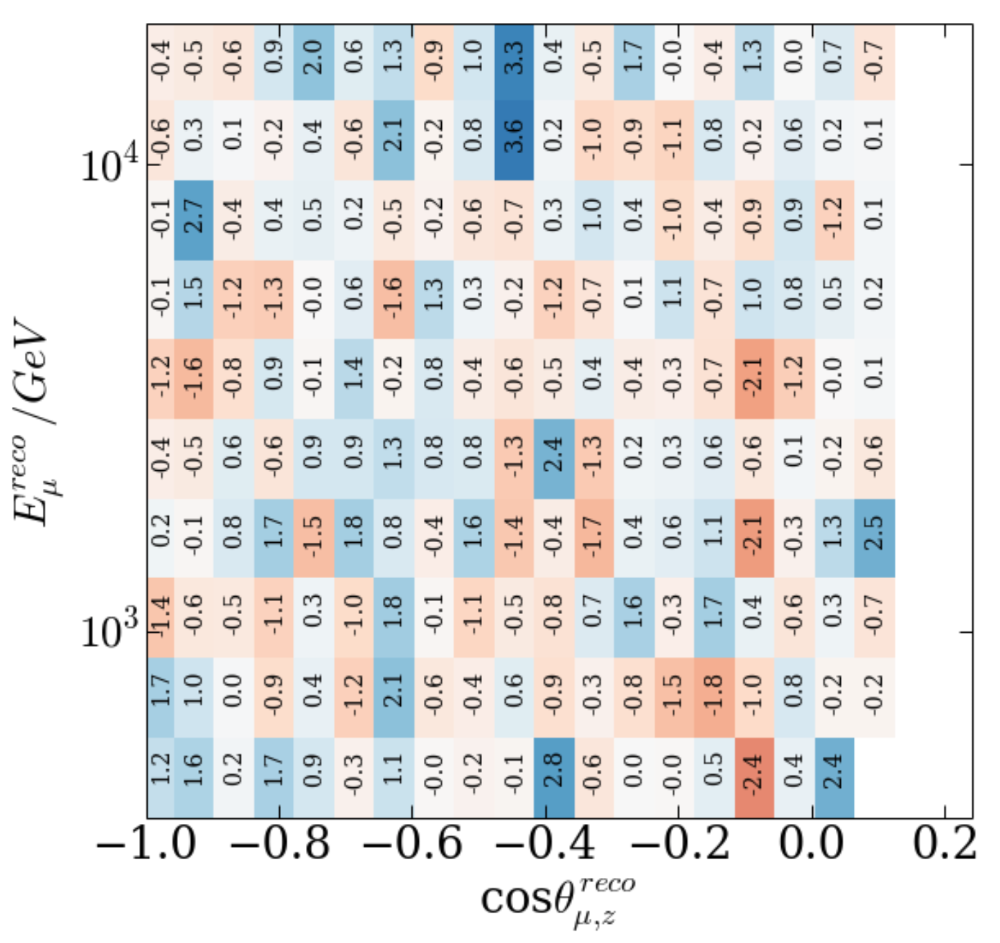 -0.4 -0.5 -0.6 0.9 2.0 0.6 1.3 -0.9 1.0 3.3 0.4 -0.5 1.7 -0.0 -0.4 1.3 0.0 0.7 -0.7
-0.6 0.3 0.1 -0.2 0.4 -0.6 2.1 -0.2 0.8 3.6 0.2 -1.0 -0.9 -1.1 0.8 -0.2 0.6 0.2 0.1
10⁴
-0.1 2.7 -0.4 0.4 0.5 0.2 -0.5 -0.2 -0.6 -0.7 0.3 1.0 0.4 -1.0 -0.4 -0.9 0.9 -1.2 0.1
-0.1 1.5 -1.2 -1.3 -0.0 0.6 -1.6 1.3 0.3 -0.2 -1.2 -0.7 0.1 1.1 -0.7 1.0 0.8 0.5 0.2
-1.2 -1.6 -0.8 0.9 -0.1 1.4 -0.2 0.8 -0.4 -0.6 -0.5 0.4 -0.4 -0.3 -0.7 -2.1 -1.2 -0.0 0.1
E_μ^reco /GeV
-0.4 -0.5 0.6 -0.6 0.9 0.9 1.3 0.8 0.8 -1.3 2.4 -1.3 0.2 0.3 0.6 -0.6 0.1 -0.2 -0.6
0.2 -0.1 0.8 1.7 -1.5 1.8 0.8 -0.4 1.6 -1.4 -0.4 -1.7 0.4 0.6 1.1 -2.1 -0.3 1.3 2.5
-1.4 -0.6 -0.5 -1.1 0.3 -1.0 1.8 -0.1 -1.1 -0.5 -0.8 0.7 1.6 -0.3 1.7 0.4 -0.6 0.3 -0.7
10³
1.7 1.0 0.0 -0.9 0.4 -1.2 2.1 -0.6 -0.4 0.6 -0.9 -0.3 -0.8 -1.5 -1.8 -1.0 0.8 -0.2 -0.2
1.2 1.6 0.2 1.7 0.9 -0.3 1.1 -0.0 -0.2 -0.1 2.8 -0.6 0.0 -0.0 0.5 -2.4 0.4 2.4
−1.0 −0.8 −0.6 −0.4 −0.2 0.0 0.2
cosθ_μ,z^reco